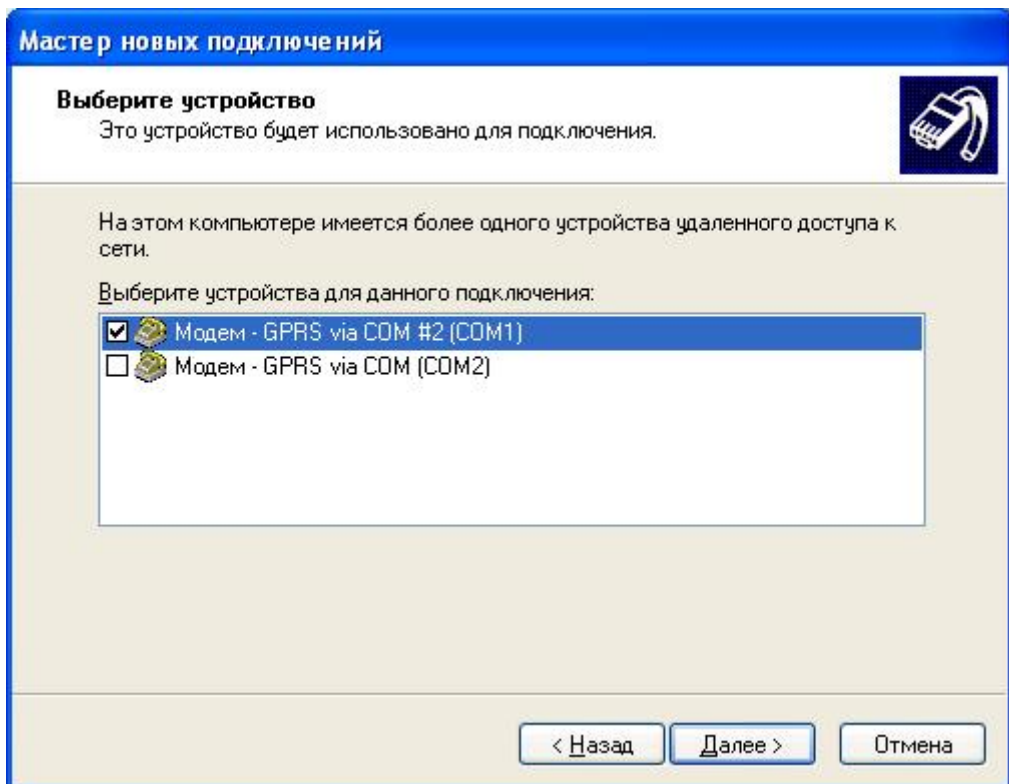 Мастер новых подключений
Выберите устройство
Это устройство будет использовано для подключения.
На этом компьютере имеется более одного устройства удаленного доступа к
сети.
Выберите устройства для данного подключения:
Модем - GPRS via COM #2 (COM1)
Модем - GPRS via COM (COM2)
< Назад
Далее >
Отмена